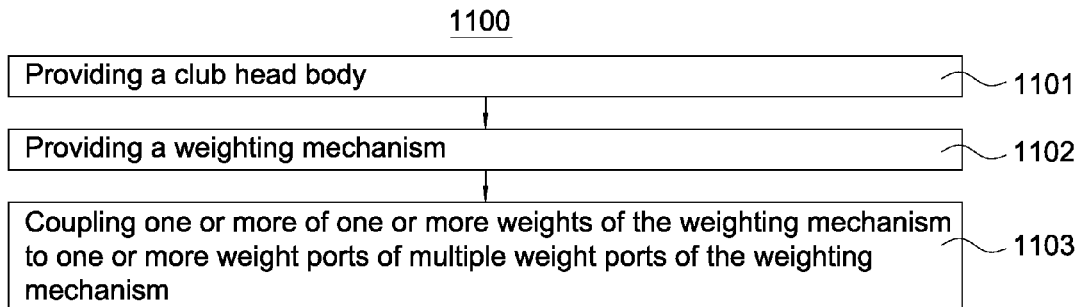 1100
Providing a club head body
1101
Providing a weighting mechanism
1102
Coupling one or more of one or more weights of the weighting mechanism
to one or more weight ports of multiple weight ports of the weighting
mechanism
1103